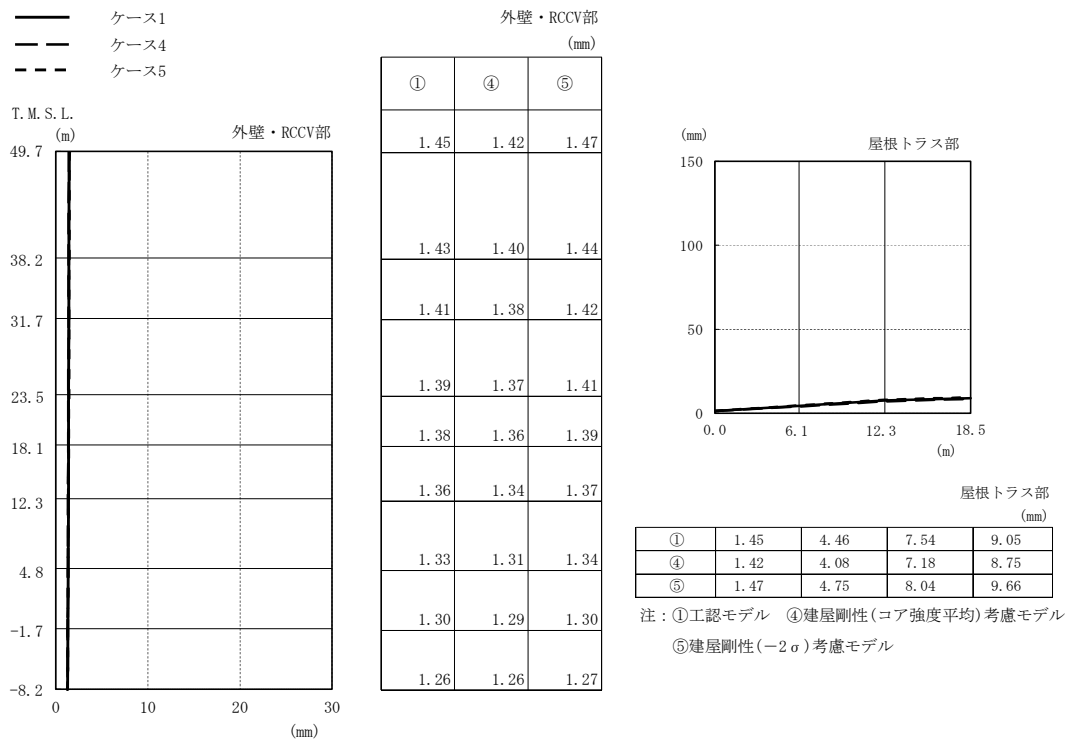 ケース1
ケース4
ケース5
T.M.S.L.
(m)
外壁・RCCV部
49.7
38.2
31.7
23.5
18.1
12.3
4.8
-1.7
-8.2
0 10 20 30
(mm)
外壁・RCCV部
(mm)
① ④ ⑤
1.45 1.42 1.47
1.43 1.40 1.44
1.41 1.38 1.42
1.39 1.37 1.41
1.38 1.36 1.39
1.36 1.34 1.37
1.33 1.31 1.34
1.30 1.29 1.30
1.26 1.26 1.27
(mm)
屋根トラス部
150
100
50
0
0.0 6.1 12.3 18.5
(m)
屋根トラス部
(mm)
① 1.45 4.46 7.54 9.05
④ 1.42 4.08 7.18 8.75
⑤ 1.47 4.75 8.04 9.66
注：①工認モデル ④建屋剛性(コア強度平均)考慮モデル
⑤建屋剛性(－2σ)考慮モデル